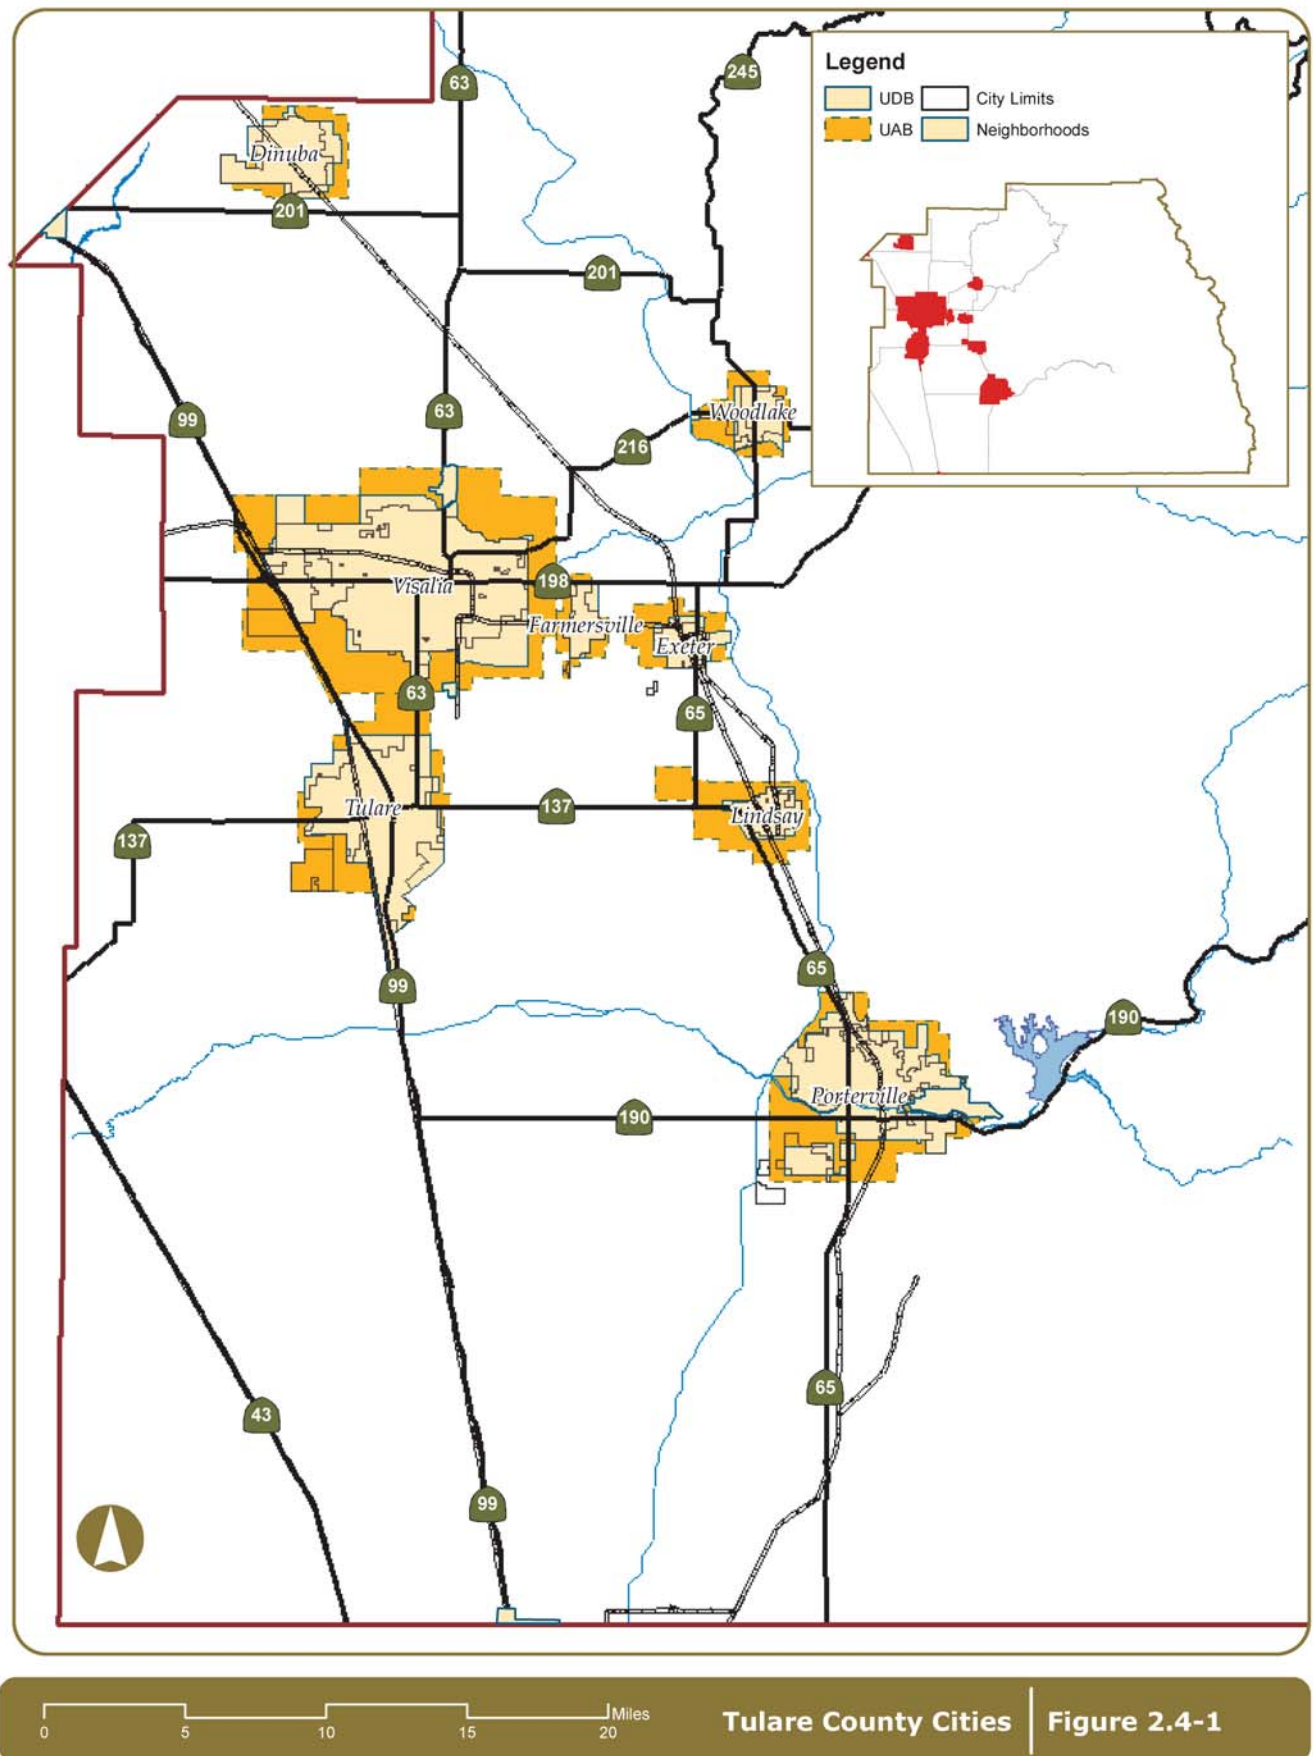 63
245
Legend
UDB
City Limits
UAB
Neighborhoods
Dinuba
201
201
99
63
Woodlake
216
Visalia
198
Farmersville
Exeter
63
65
Tulare
137
Lindsay
137
65
99
190
Porterville
190
65
43
99
Miles
0 5 10 15 20
Tulare County Cities
Figure 2.4-1